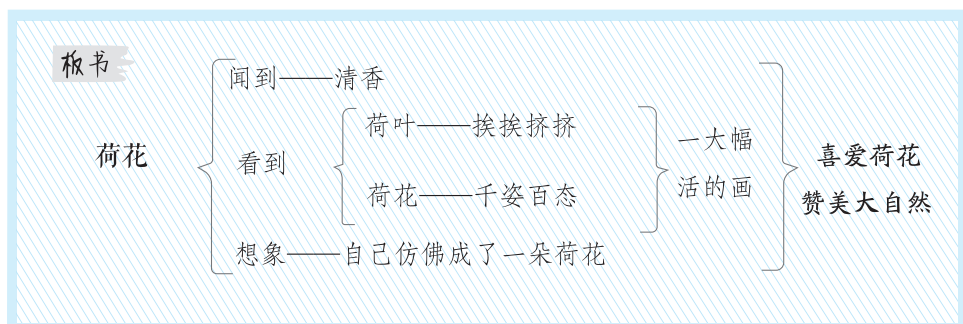 板书
闻到——清香
荷叶——挨挨挤挤
荷花
看到
一大幅
活的画
喜爱荷花
赞美大自然
荷花——千姿百态
想象——自己仿佛成了一朵荷花